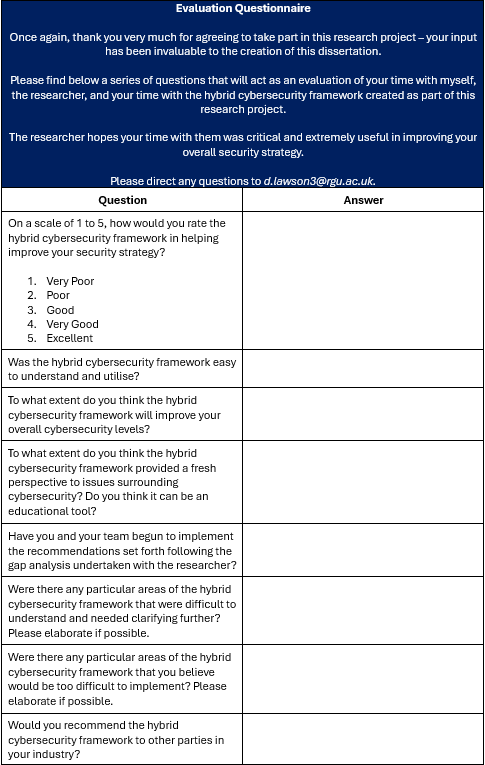 Evaluation Questionnaire
Once again, thank you very much for agreeing to take part in this research project – your input
has been invaluable to the creation of this dissertation.
Please find below a series of questions that will act as an evaluation of your time with myself,
the researcher, and your time with the hybrid cybersecurity framework created as part of this
research project.
The researcher hopes your time with them was critical and extremely useful in improving your
overall security strategy.
Please direct any questions to d.lawson3@rgu.ac.uk.
Question
Answer
On a scale of 1 to 5, how would you rate the
hybrid cybersecurity framework in helping
improve your security strategy?
1. Very Poor
2. Poor
3. Good
4. Very Good
5. Excellent
Was the hybrid cybersecurity framework easy
to understand and utilise?
To what extent do you think the hybrid
cybersecurity framework will improve your
overall cybersecurity levels?
To what extent do you think the hybrid
cybersecurity framework provided a fresh
perspective to issues surrounding
cybersecurity? Do you think it can be an
educational tool?
Have you and your team begun to implement
the recommendations set forth following the
gap analysis undertaken with the researcher?
Were there any particular areas of the hybrid
cybersecurity framework that were difficult to
understand and needed clarifying further?
Please elaborate if possible.
Were there any particular areas of the hybrid
cybersecurity framework that you believe
would be too difficult to implement? Please
elaborate if possible.
Would you recommend the hybrid
cybersecurity framework to other parties in
your industry?